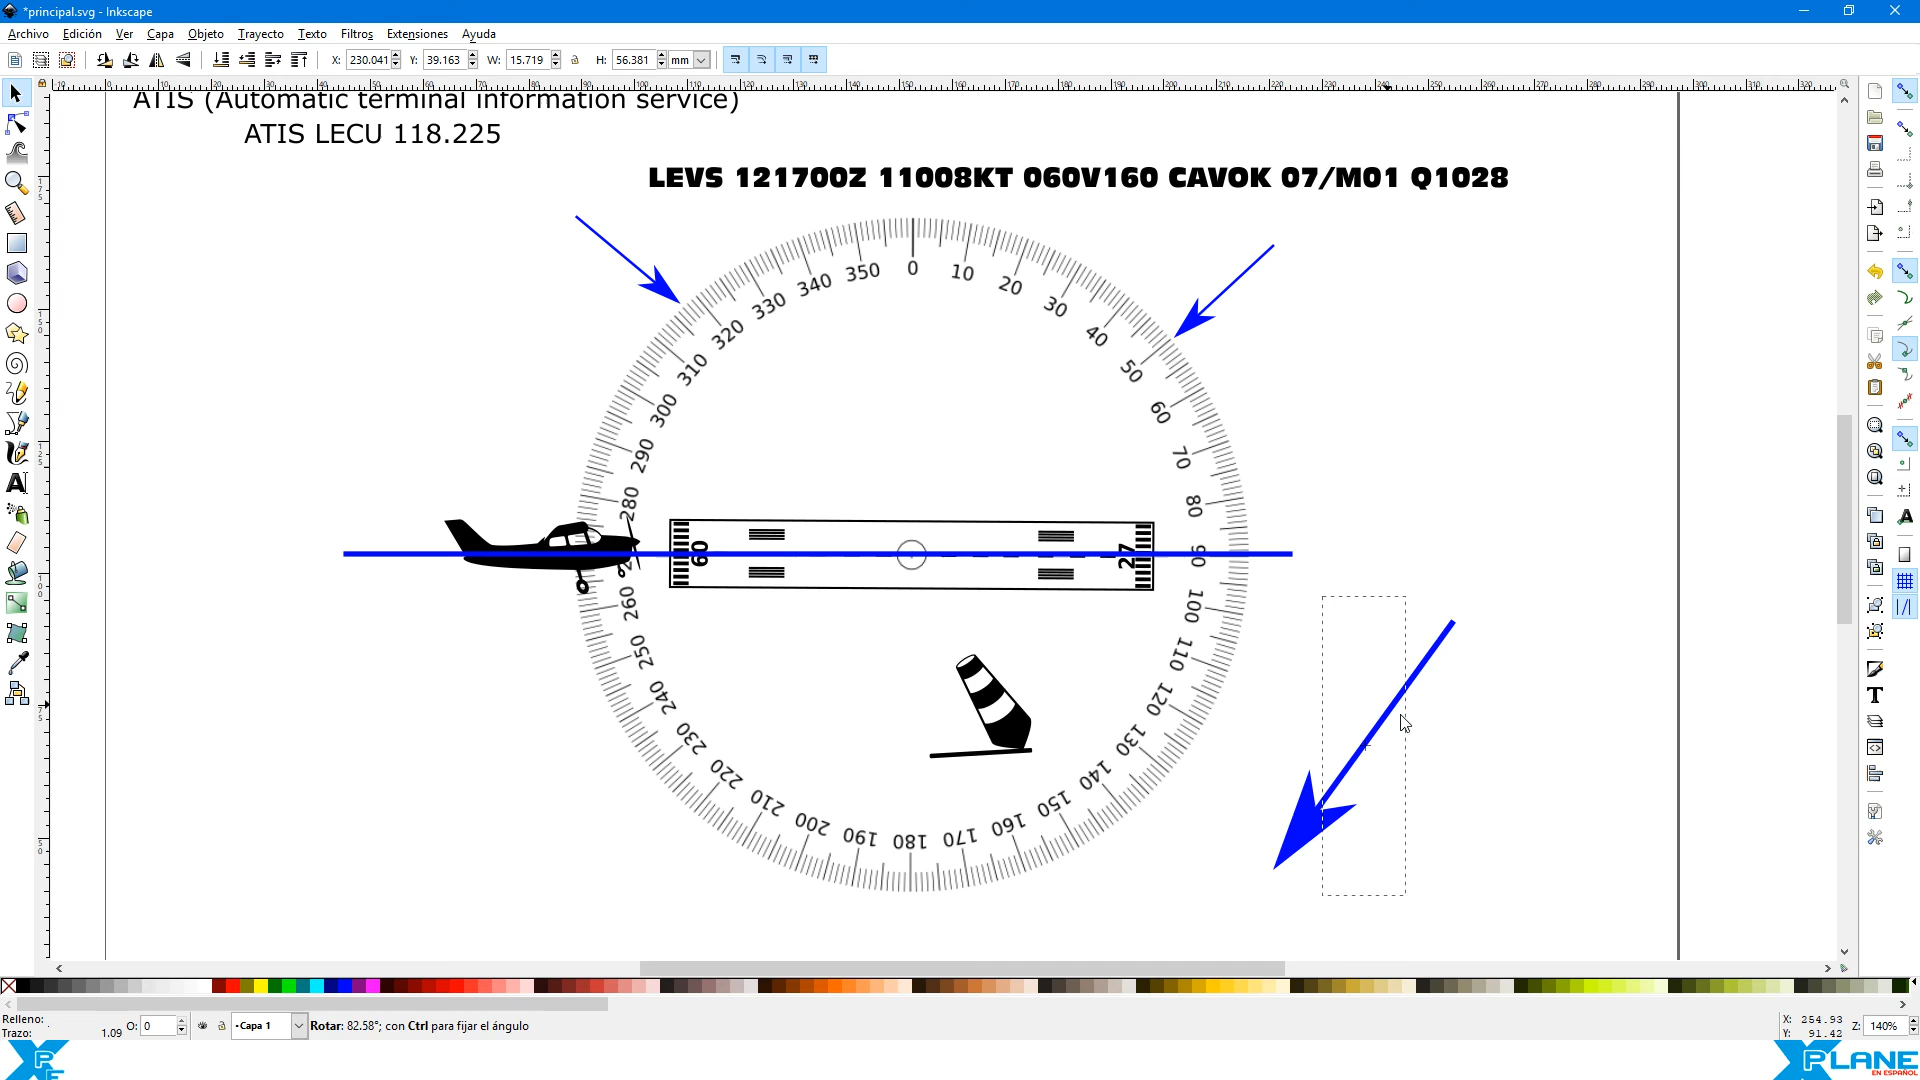 *principal.svg - Inkscape
Archivo Edición Ver Capa Objeto Trayecto Texto Filtros Extensiones Ayuda
X: 230.041 Y: 39.163 W: 15.719 H: 56.381 mm
ATIS (Automatic terminal information service)
ATIS LECU 118.225
LEVS 121700Z 11008KT 060V160 CAVOK 07/M01 Q1028
0 10 20 30 40 50 60 70 80 90 100 110 120 130 140 150 160 170 180 190 200 210 220 230 240 250 260 280 290 300 310 320 330 340 350
09 27
Relleno:
Trazo: 1.09 O: 0 •Capa 1 Rotar: 82.58°; con Ctrl para fijar el ángulo
X: 254.93
Y: 91.42 Z: 140%
XPE
X PLANE
EN ESPAÑOL